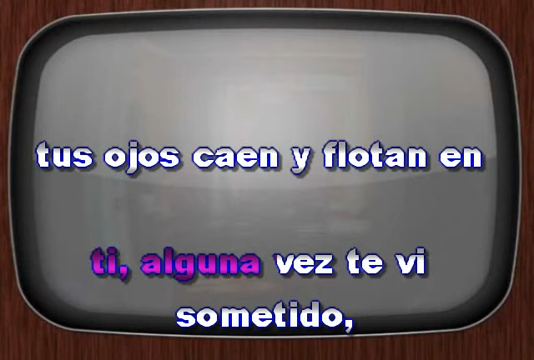 tus ojos caen y flotan en
ti, alguna vez te vi
sometido,